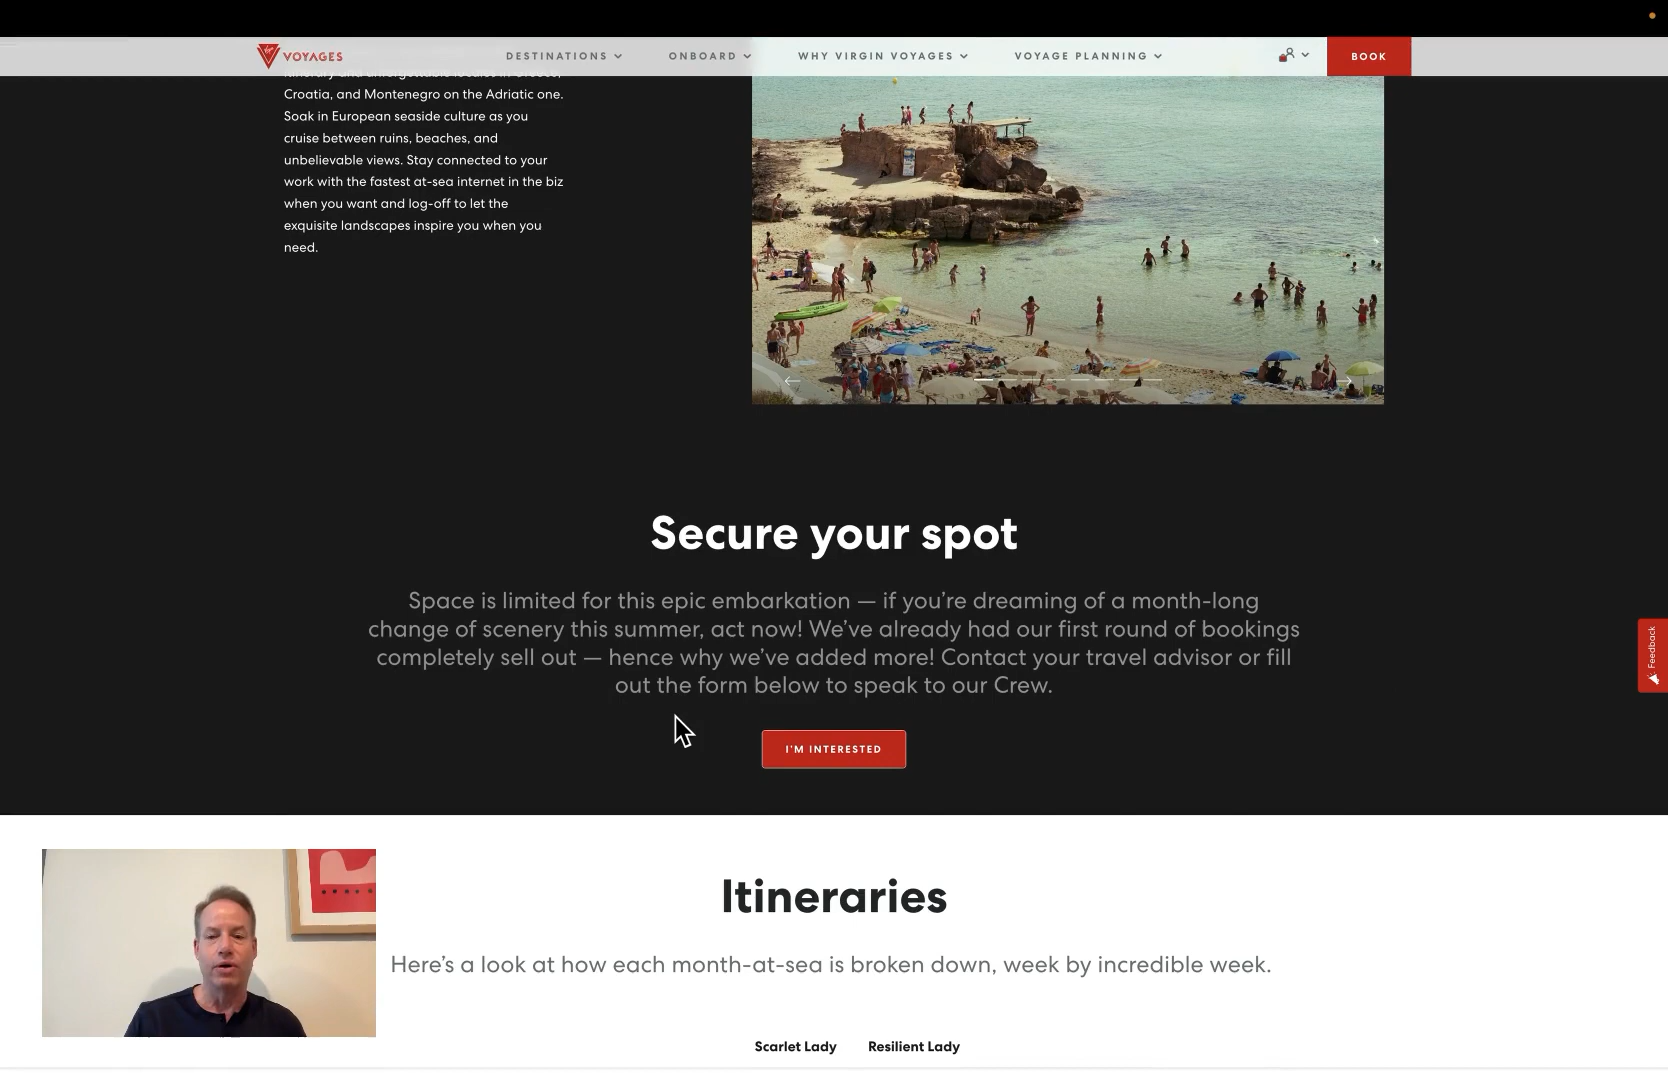 VOYAGES
DESTINATIONS
ONBOARD
WHY VIRGIN VOYAGES
VOYAGE PLANNING
BOOK
itinerary and unforgettable locales in Greece,
Croatia, and Montenegro on the Adriatic one.
Soak in European seaside culture as you
cruise between ruins, beaches, and
unbelievable views. Stay connected to your
work with the fastest at-sea internet in the biz
when you want and log-off to let the
exquisite landscapes inspire you when you
need.
Secure your spot
Space is limited for this epic embarkation — if you're dreaming of a month-long
change of scenery this summer, act now! We've already had our first round of bookings
completely sell out — hence why we've added more! Contact your travel advisor or fill
out the form below to speak to our Crew.
I'M INTERESTED
Feedback
Itineraries
Here's a look at how each month-at-sea is broken down, week by incredible week.
Scarlet Lady
Resilient Lady